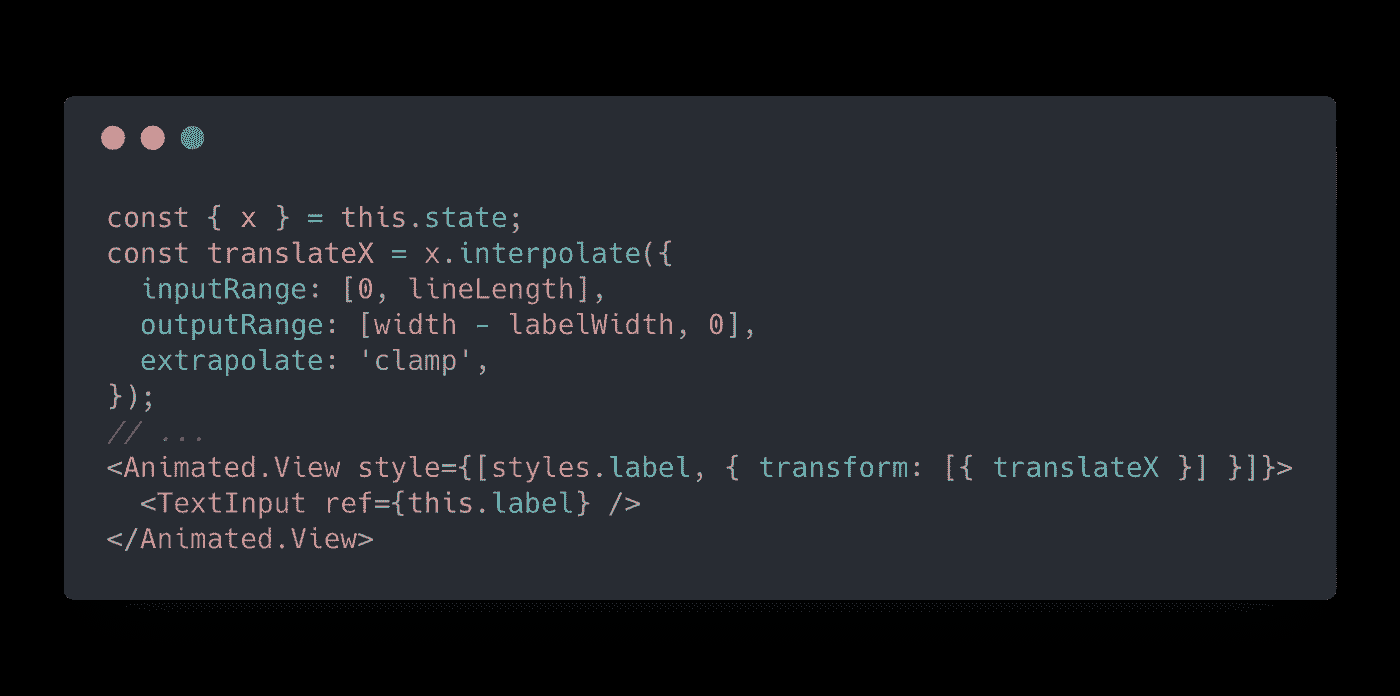 const { x } = this.state;
const translateX = x.interpolate({
  inputRange: [0, lineLength],
  outputRange: [width - labelWidth, 0],
  extrapolate: 'clamp',
});
// ...
<Animated.View style={[styles.label, { transform: [{ translateX }] }]}>
  <TextInput ref={this.label} />
</Animated.View>